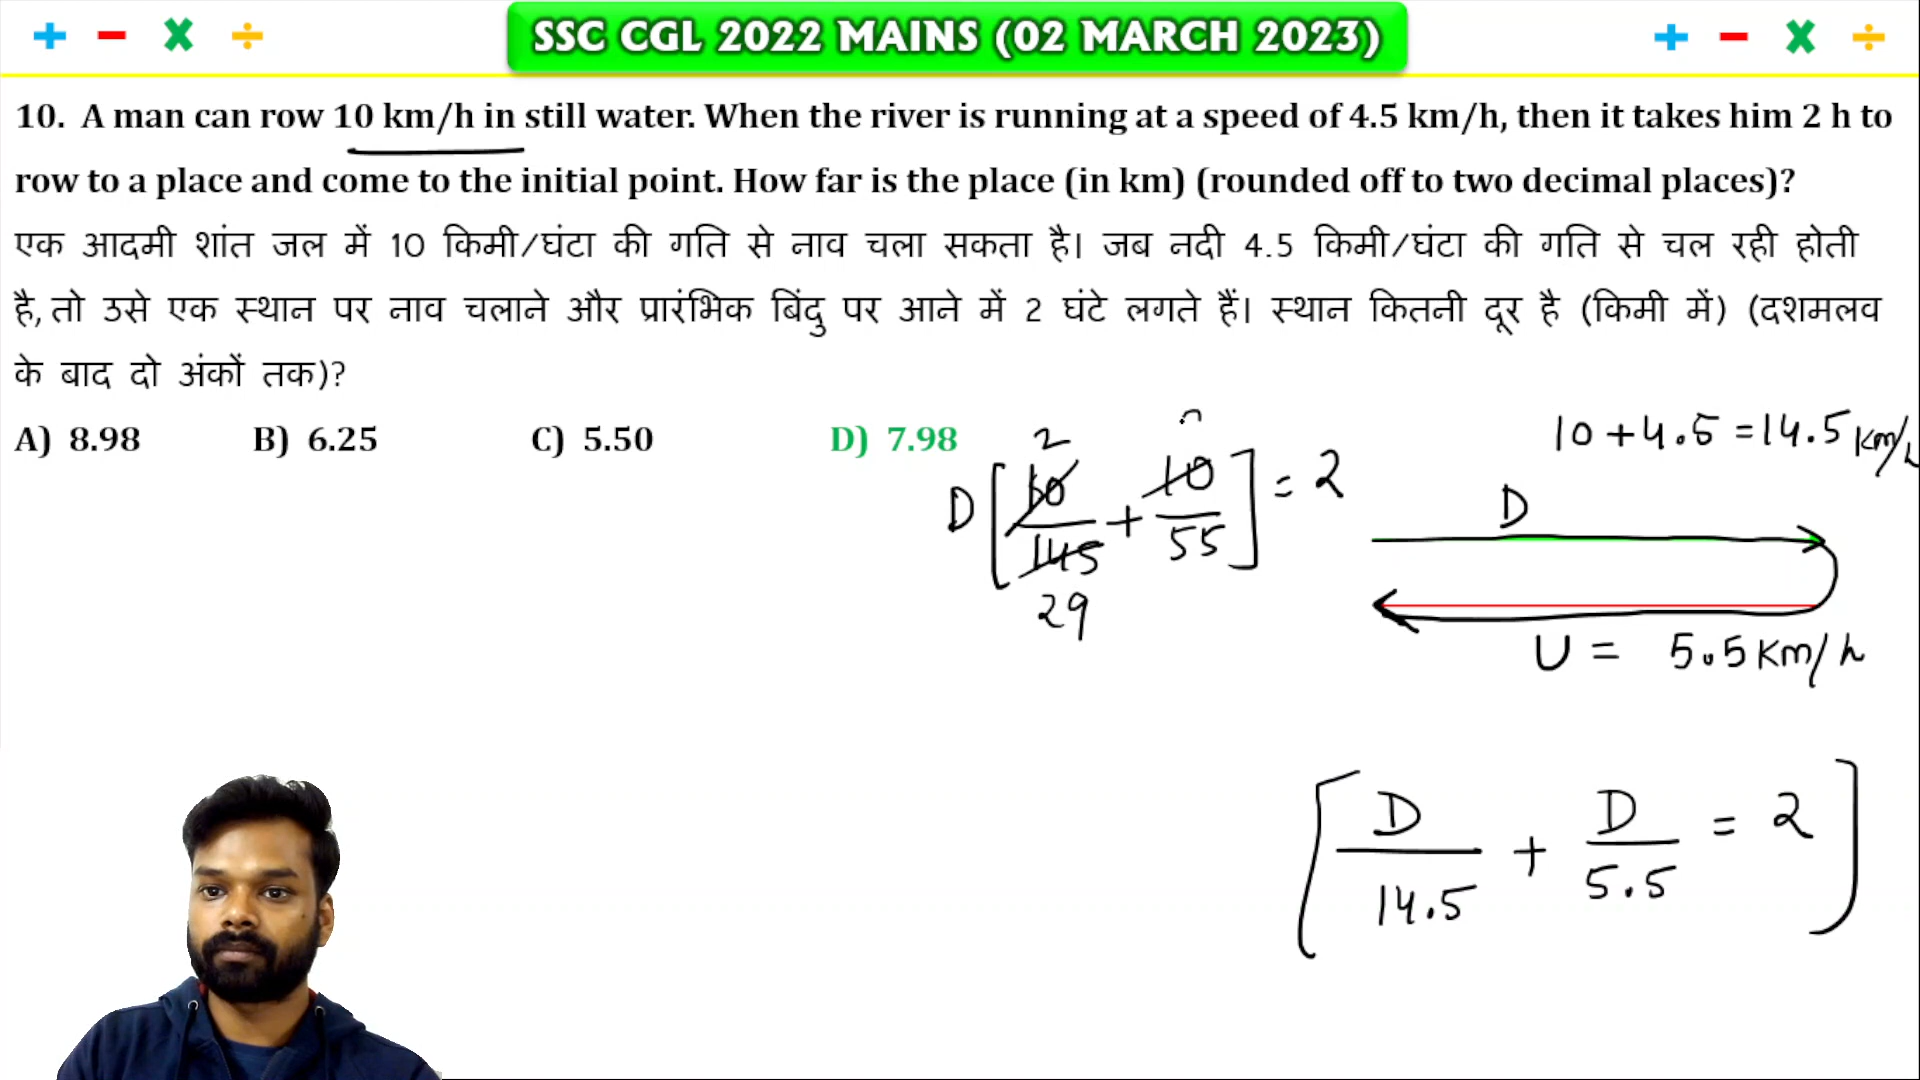 SSC CGL 2022 MAINS (02 MARCH 2023)
10. A man can row 10 km/h in still water. When the river is running at a speed of 4.5 km/h, then it takes him 2 h to
row to a place and come to the initial point. How far is the place (in km) (rounded off to two decimal places)?
एक आदमी शांत जल में 10 किमी/घंटा की गति से नाव चला सकता है। जब नदी 4.5 किमी/घंटा की गति से चल रही होती
है, तो उसे एक स्थान पर नाव चलाने और प्रारंभिक बिंदु पर आने में 2 घंटे लगते हैं। स्थान कितनी दूर है (किमी में) (दशमलव
के बाद दो अंकों तक)?
A) 8.98 B) 6.25 C) 5.50 D) 7.98
10 + 4.5 = 14.5 km/h
2
D [ 10/145 + 10/55 ] = 2
29
D
U = 5.5 Km/h
[ D/14.5 + D/5.5 = 2 ]